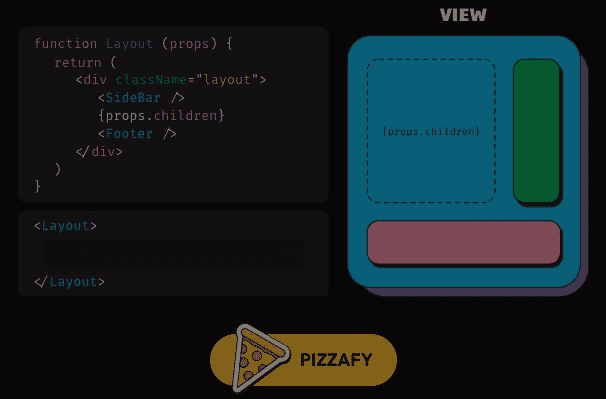 VIEW
function Layout (props) {
return (
<div className="layout">
<SideBar />
{props.children}
<Footer />
</div>
)
}
<Layout>
</Layout>
{props.children}
PIZZAFY